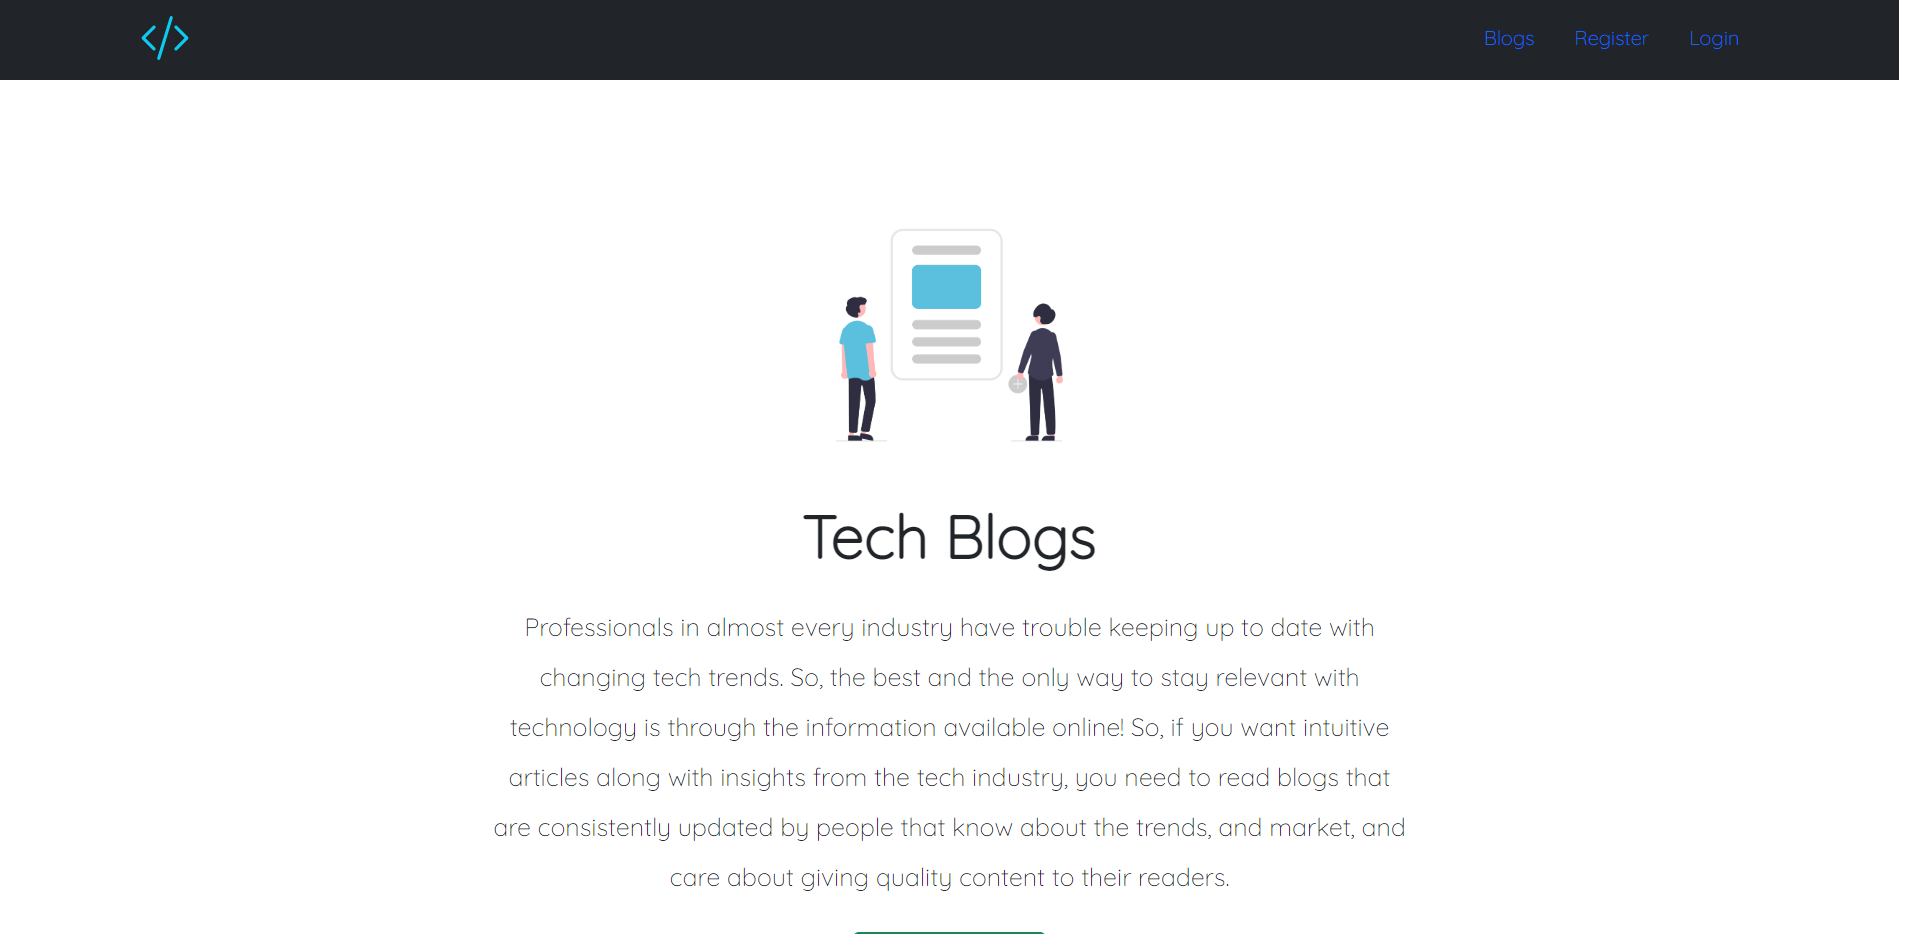 Blogs Register Login
Tech Blogs
Professionals in almost every industry have trouble keeping up to date with
changing tech trends. So, the best and the only way to stay relevant with
technology is through the information available online! So, if you want intuitive
articles along with insights from the tech industry, you need to read blogs that
are consistently updated by people that know about the trends, and market, and
care about giving quality content to their readers.